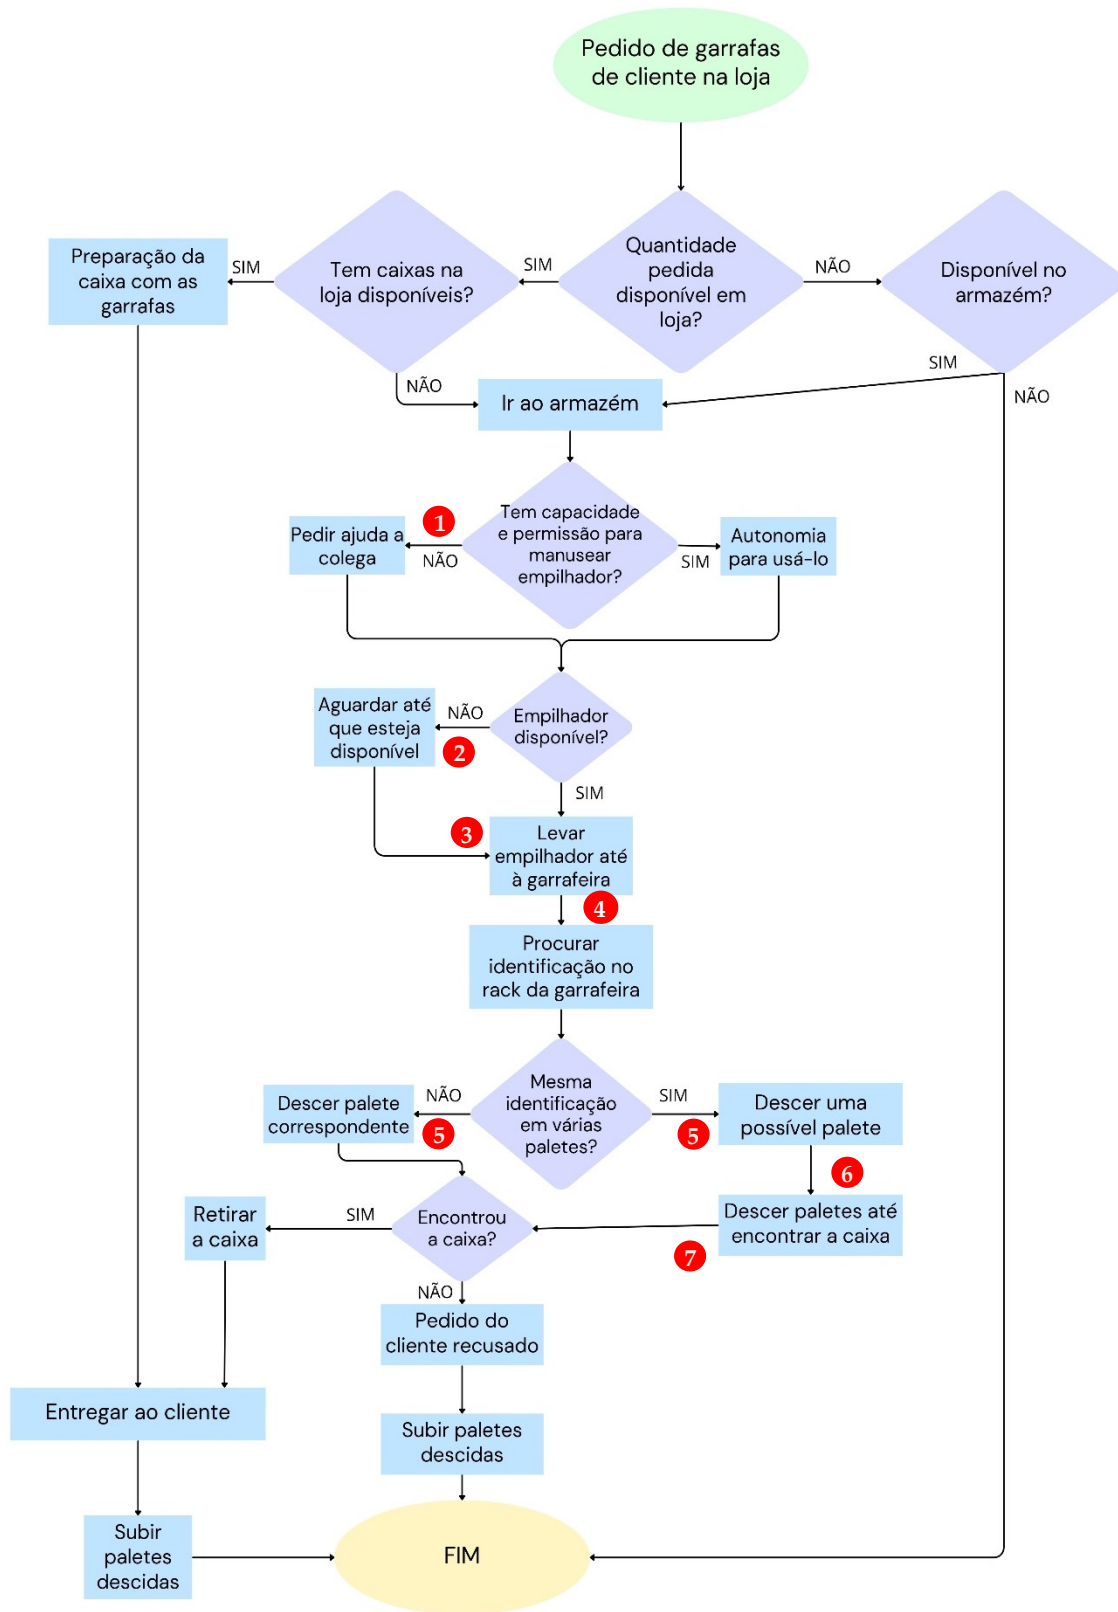 Pedido de garrafas
de cliente na loja
Preparação da
caixa com as
garrafas
SIM
Tem caixas na
loja disponíveis?
SIM
Quantidade
pedida
disponível em
loja?
NÃO
Disponível no
armazém?
NÃO
Ir ao armazém
SIM
NÃO
Pedir ajuda a
colega
1
NÃO
Tem capacidade
e permissão para
manusear
empilhador?
SIM
Autonomia
para usá-lo
Aguardar até
que esteja
disponível
NÃO
2
Empilhador
disponível?
SIM
3
Levar
empilhador até
à garrafeira
4
Procurar
identificação no
rack da garrafeira
Descer palete
correspondente
NÃO
5
Mesma
identificação
em várias
paletes?
SIM
5
Descer uma
possível palete
6
Descer paletes até
encontrar a caixa
7
Retirar
a caixa
SIM
Encontrou
a caixa?
NÃO
Pedido do
cliente recusado
Entregar ao cliente
Subir paletes
descidas
Subir
paletes
descidas
FIM